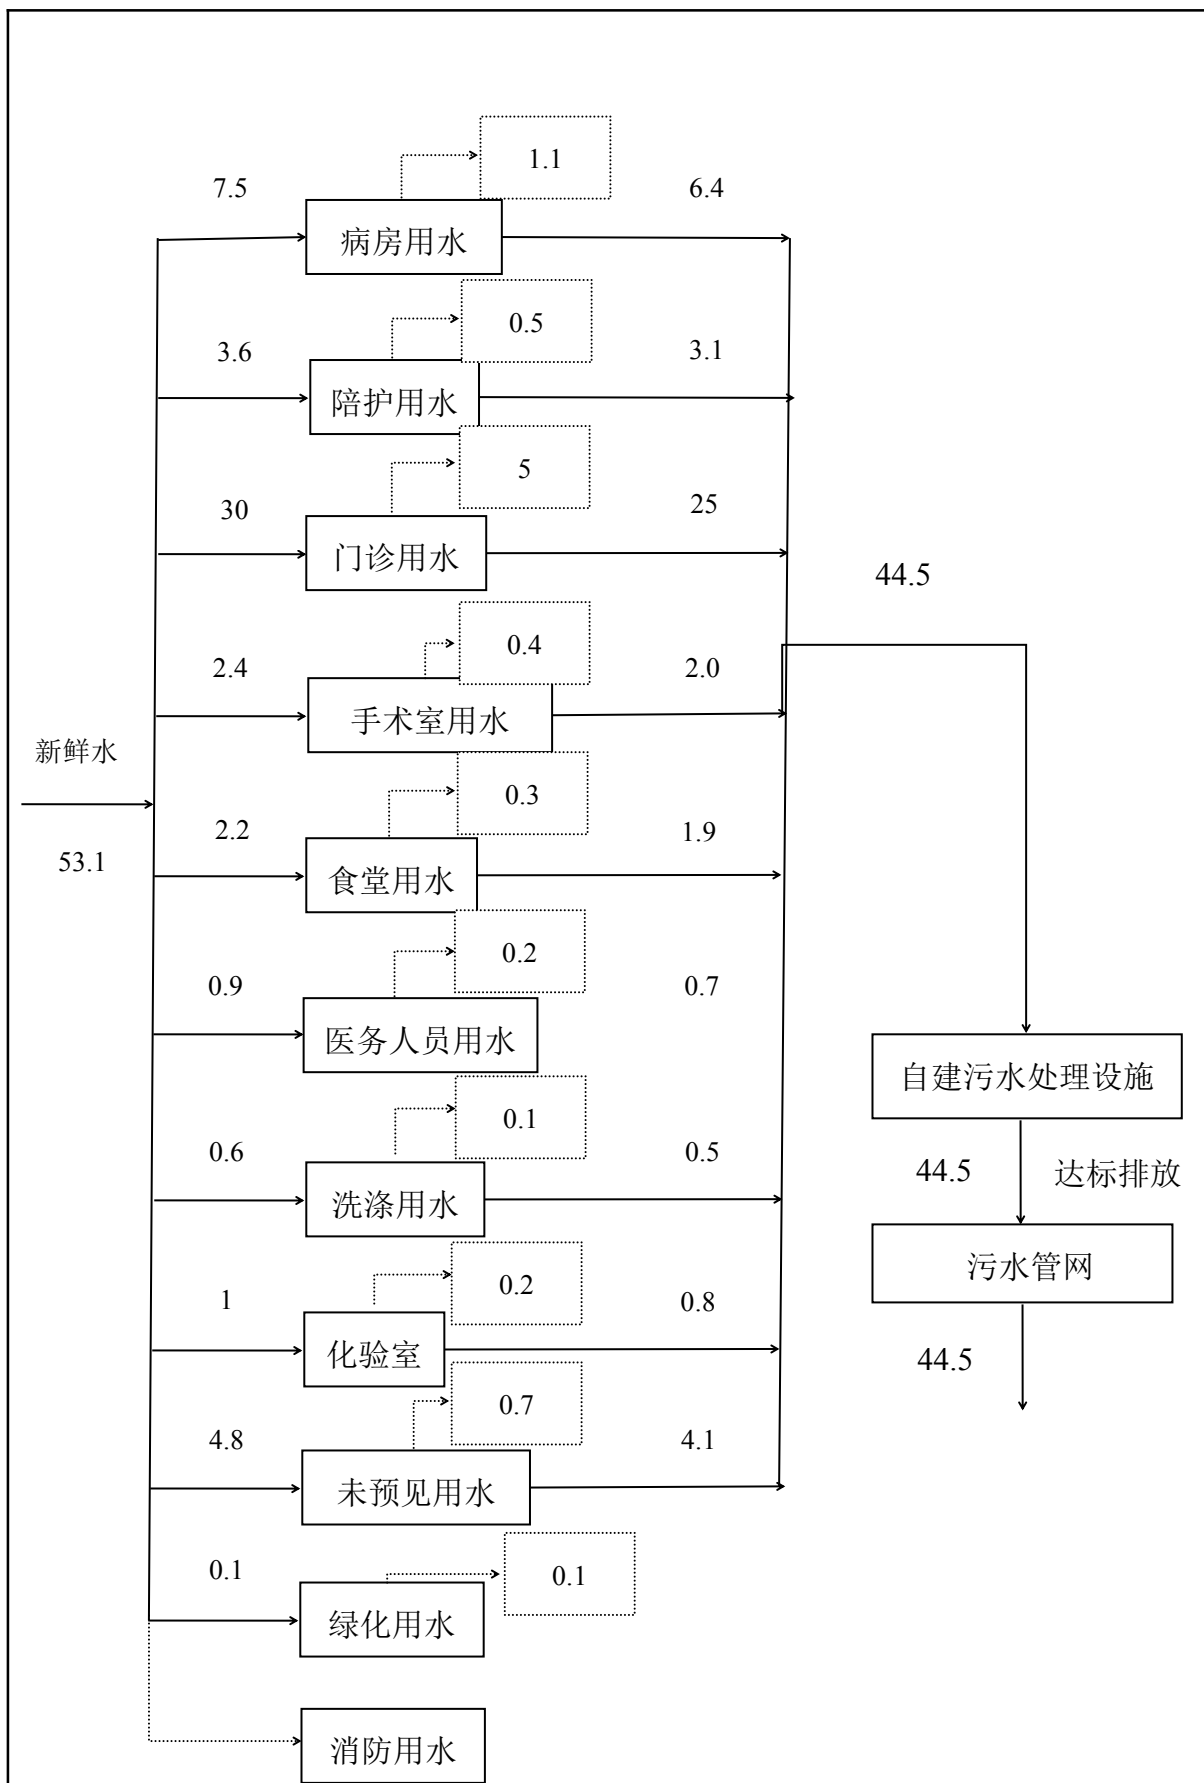 1.1
7.5
6.4
病房用水
0.5
3.6
3.1
陪护用水
5
30
25
门诊用水
44.5
0.4
2.4
2.0
手术室用水
新鲜水
0.3
2.2
1.9
53.1
食堂用水
0.2
0.9
0.7
医务人员用水
自建污水处理设施
0.1
0.6
0.5
44.5
达标排放
洗涤用水
污水管网
0.2
1
0.8
化验室
44.5
0.7
4.8
4.1
未预见用水
0.1
0.1
绿化用水
消防用水